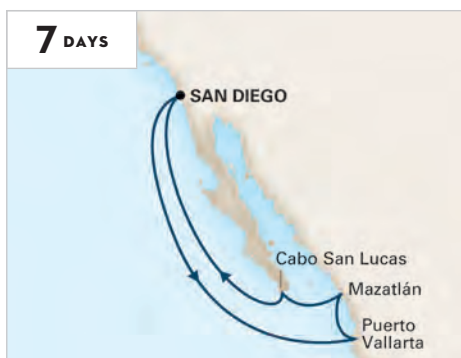 7 DAYS
SAN DIEGO
Cabo San Lucas
Mazatlán
Puerto
Vallarta